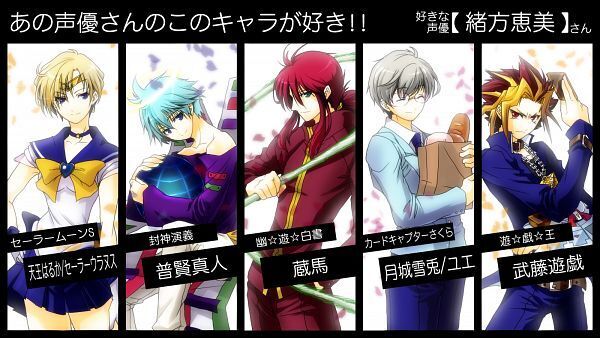 あの声優さんのこのキャラが好き!!
好きな声優【緒方恵美】さん
セーラームーンS
天王はるか/セーラーウラヌス
封神演義
普賢真人
幽☆遊☆白書
蔵馬
カードキャプターさくら
月城雪兎/ユエ
遊☆戯☆王
武藤遊戯